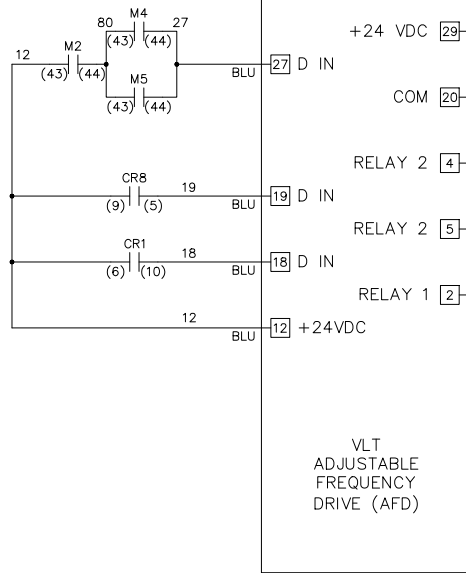 80 M4 27
(43) (44)
12 M2
(43) (44)
M5
(43) (44)
BLU
27 D IN
CR8
19
(9) (5)
BLU
19 D IN
CR1
18
(6) (10)
BLU
18 D IN
12
BLU
12 +24VDC
+24 VDC 29
COM 20
RELAY 2 4
RELAY 2 5
RELAY 1 2
VLT
ADJUSTABLE
FREQUENCY
DRIVE (AFD)